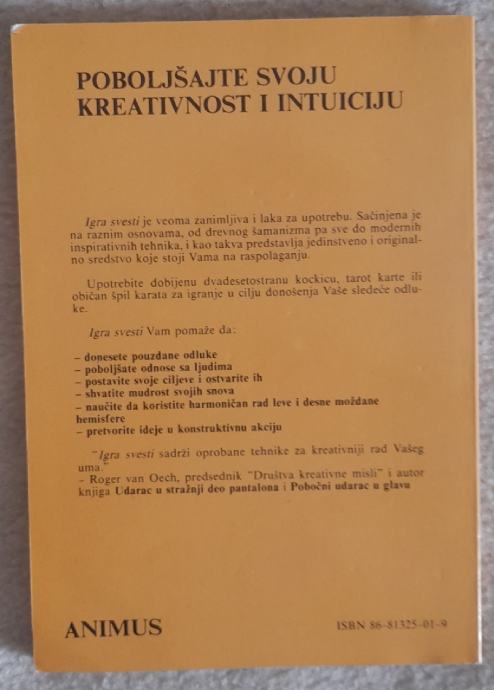 POBOLJŠAJTE SVOJU
KREATIVNOST I INTUICIJU
Igra svesti je veoma zanimljiva i laka za upotrebu. Sačinjena je
na raznim osnovama, od drevnog šamanizma pa sve do modernih
inspirativnih tehnika, i kao takva predstavlja jedinstveno i original-
no sredstvo koje stoji Vama na raspolaganju.
Upotrebite dobijenu dvadesetostranu kockicu, tarot karte ili
običan špil karata za igranje u cilju donošenja Vaše sledeće odlu-
ke.
Igra svesti Vam pomaže da:
– donesete pouzdane odluke
– poboljšate odnose sa ljudima
– postavite svoje ciljeve i ostvarite ih
– shvatite mudrost svojih snova
– naučite da koristite harmoničan rad leve i desne moždane
hemisfere
– pretvorite ideje u konstruktivnu akciju
"Igra svesti sadrži oprobane tehnike za kreativniji rad Vašeg
uma."
– Roger van Oech, predsednik "Društva kreativne misli" i autor
knjiga Udarac u stražnji deo pantalona i Pobočni udarac u glavu
ANIMUS
ISBN 86-81325-01-9